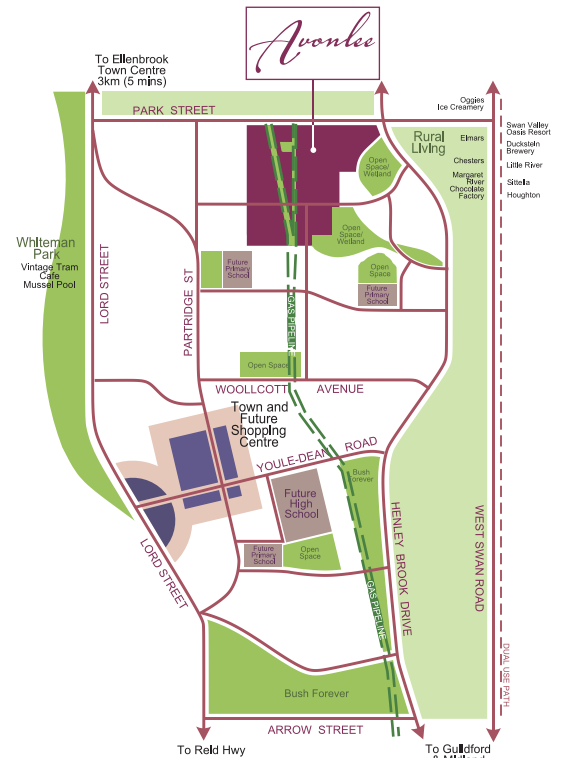 Avonlee
To Ellenbrook
Town Centre
3km (5 mins)
PARK STREET
Oggies
Ice Creamery
Rural
Living
Elmars
Chesters
Margaret
River
Chocolate
Factory
Swan Valley
Oasis Resort
Duckstein
Brewery
Little River
Sittella
Houghton
Open
Space/
Wetland
Open
Space/
Wetland
Whiteman
Park
Vintage Tram
Cafe
Mussel Pool
LORD STREET
PARTRIDGE ST
Future
Primary
School
GAS PIPELINE
Open
Space
Future
Primary
School
Open Space
WOOLLCOTT AVENUE
Town and
Future
Shopping
Centre
YOULE-DEAN ROAD
Bush
Forever
Future
High
School
Future
Primary
School
Open
Space
LORD STREET
GAS PIPELINE
HENLEY BROOK DRIVE
WEST SWAN ROAD
DUAL USE PATH
Bush Forever
ARROW STREET
To Reid Hwy
To Guildford
& Midland